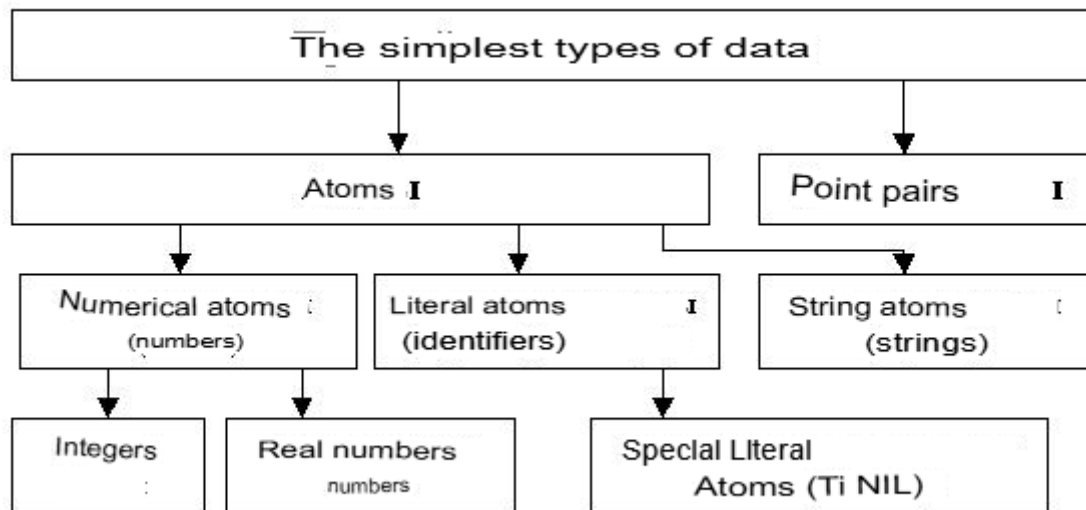 The simplest types of data
Atoms I
Point pairs I
Numerical atoms
(numbers)
Literal atoms I
(identifiers)
String atoms
(strings)
Integers
Real numbers
numbers
Special LIteral
Atoms (Ti NIL)